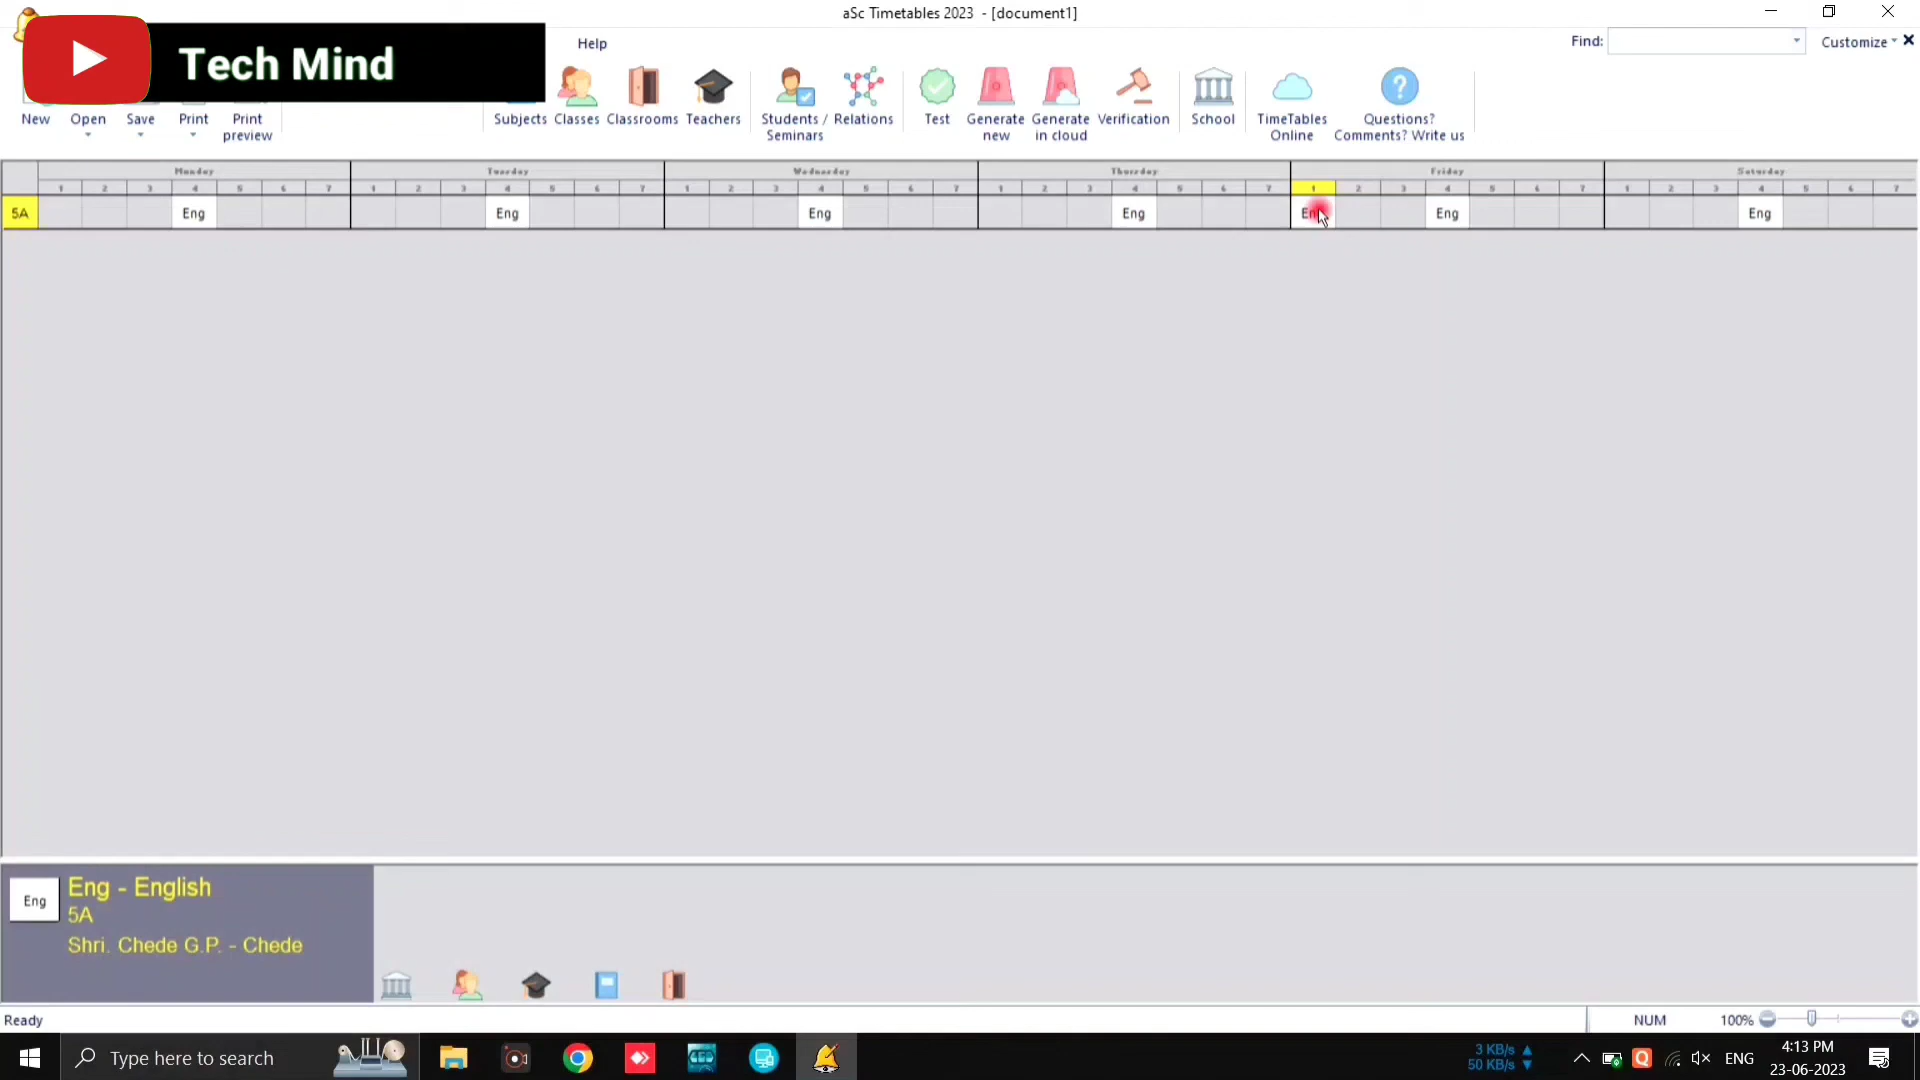 aSc Timetables 2023 - [document1]
Tech Mind
Help
Find:
Customize
New
Open
Save
Print
Print preview
Subjects
Classes
Classrooms
Teachers
Students / Seminars
Relations
Test
Generate new
Generate in cloud
Verification
School
TimeTables Online
Questions? Comments? Write us
Monday Tuesday Wednesday Thursday Friday Saturday
1 2 3 4 5 6 7 1 2 3 4 5 6 7 1 2 3 4 5 6 7 1 2 3 4 5 6 7 1 2 3 4 5 6 7 1 2 3 4 5 6 7
5A Eng Eng Eng Eng Eng Eng Eng
Eng
Eng - English
5A
Shri. Chede G.P. - Chede
Ready
NUM
100%
Type here to search
3 KB/s
50 KB/s
ENG
4:13 PM
23-06-2023